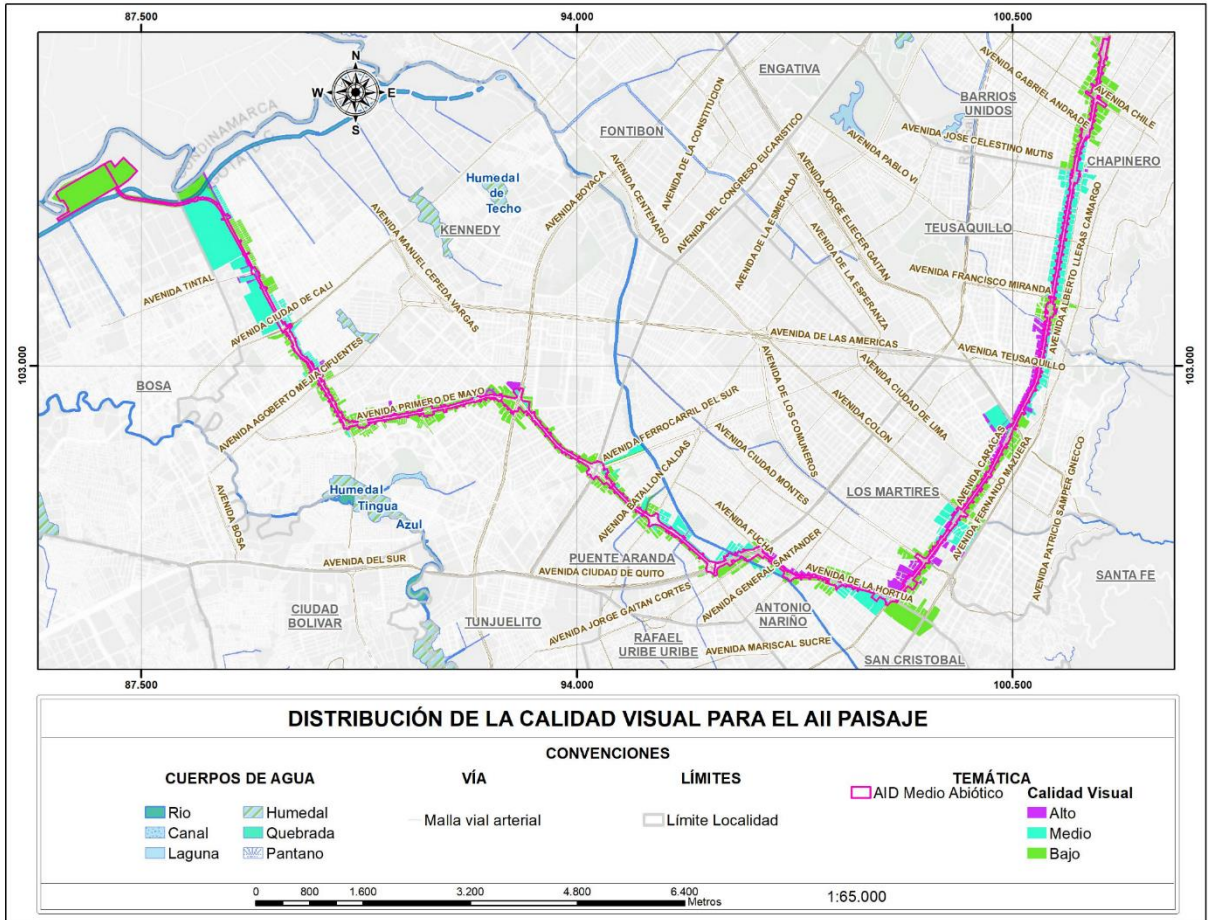 87.500
94.000
100.500
103.000
103.000
N
W
E
S
CUNDINAMARCA
BOGOTA D.C.
ENGATIVA
FONTIBON
BARRIOS
UNIDOS
AVENIDA GABRIEL ANDRADE
AVENIDA CHILE
AVENIDA DE LA CONSTITUCION
AVENIDA DEL CONGRESO EUCARISTICO
AVENIDA PABLO VI
AVENIDA JOSE CELESTINO MUTIS
CHAPINERO
Humedal
de
Techo
KENNEDY
AVENIDA BOYACA
AVENIDA CENTENARIO
AVENIDA DE LA ESMERALDA
AVENIDA JORGE ELIECER GAITAN
AVENIDA DE LA ESPERANZA
TEUSAQUILLO
AVENIDA ALBERTO LLERAS CAMARGO
AVENIDA MANUEL CEPEDA VARGAS
AVENIDA TINTAL
AVENIDA CIUDAD DE CALI
AVENIDA FRANCISCO MIRANDA
AVENIDA DE LAS AMERICAS
AVENIDA TEUSAQUILLO
BOSA
AVENIDA AGOBERTO MEJIA CIFUENTES
AVENIDA PRIMERO DE MAYO
AVENIDA FERROCARRIL DEL SUR
AVENIDA DE LOS COMUNEROS
AVENIDA COLON
AVENIDA CIUDAD DE LIMA
AVENIDA BATALLON CALDAS
AVENIDA CIUDAD MONTES
AVENIDA CARACAS
AVENIDA FERNANDO MAZUERA
AVENIDA PATRICIO SAMPER GNECCO
LOS MARTIRES
Humedal
Tingua
Azul
AVENIDA BOSA
AVENIDA FUCHA
AVENIDA DEL SUR
PUENTE ARANDA
AVENIDA CIUDAD DE QUITO
AVENIDA GENERAL SANTANDER
AVENIDA DE LA HORTUA
SANTA FE
CIUDAD
BOLIVAR
TUNJUELITO
AVENIDA JORGE GAITAN CORTES
ANTONIO
NARIÑO
RAFAEL
URIBE URIBE
AVENIDA MARISCAL SUCRE
SAN CRISTOBAL
87.500
94.000
100.500
DISTRIBUCIÓN DE LA CALIDAD VISUAL PARA EL AII PAISAJE
CONVENCIONES
CUERPOS DE AGUA
VÍA
LÍMITES
TEMÁTICA
Rio
Canal
Laguna
Humedal
Quebrada
Pantano
Malla vial arterial
Límite Localidad
AID Medio Abiótico
Calidad Visual
Alto
Medio
Bajo
0 800 1.600 3.200 4.800 6.400
Metros
1:65.000